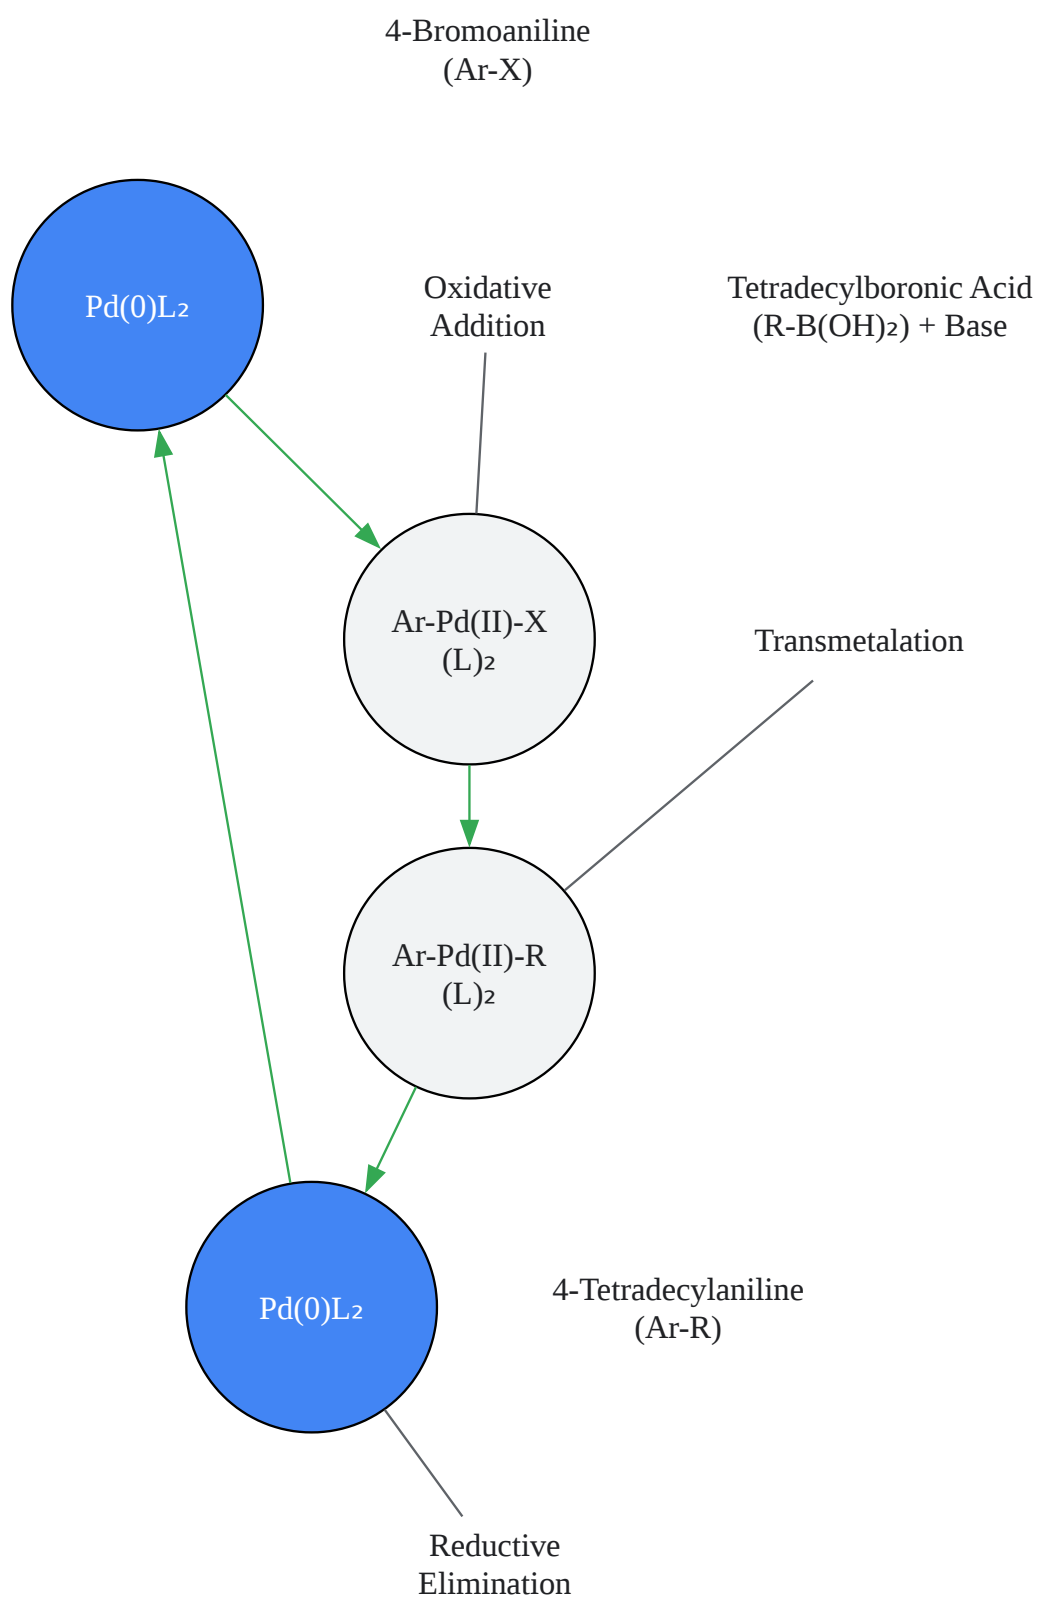 4-Bromoaniline
(Ar-X)
Pd(0)L₂
Oxidative
Addition
Tetradecylboronic Acid
(R-B(OH)₂) + Base
Ar-Pd(II)-X
(L)₂
Transmetalation
Ar-Pd(II)-R
(L)₂
Pd(0)L₂
4-Tetradecylaniline
(Ar-R)
Reductive
Elimination